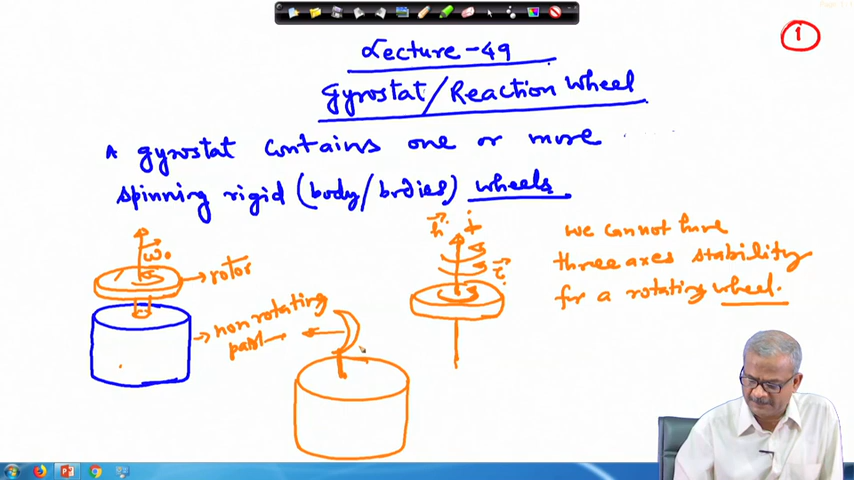 1
Lecture-49
Gyrostat/Reaction Wheel
A gyrostat contains one or more
spinning rigid (body/bodies) wheels
ω₀
rotor
non rotating
part
h
τ
We cannot have
three axes stability
for a rotating wheel.